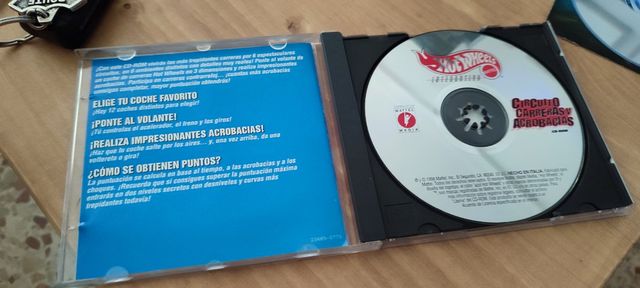 ¡Con este CD-ROM vivirás las más trepidantes carreras por 6 espectaculares
circuitos, en 6 ambientes distintos con detalles muy reales! Ponte al volante de
un coche de carreras Hot Wheels en 3 dimensiones y realiza impresionantes
acrobacias. Participa en carreras contrarreloj... ¡cuantas más acrobacias
consigas completar, mayor puntuación obtendrás!
ELIGE TU COCHE FAVORITO
¡Hay 12 coches distintos para elegir!
¡PONTE AL VOLANTE!
¡Tú controlas el acelerador, el freno y los giros!
¡REALIZA IMPRESIONANTES ACROBACIAS!
¡Haz que tu coche salte por los aires... y, una vez arriba, da una
voltereta o gira!
¿CÓMO SE OBTIENEN PUNTOS?
La puntuación se calcula en base al tiempo, a las acrobacias y a los
choques. ¡Recuerda que si consigues superar la puntuación máxima
entrarás en dos niveles secretos con desniveles y curvas más
trepidantes todavía!
HOT WHEELS
INTERACTIVE
MATTEL
MEDIA
CIRCUITO
CARRERAS Y
ACROBACIAS
CD-ROM
HECHO EN ITALIA.